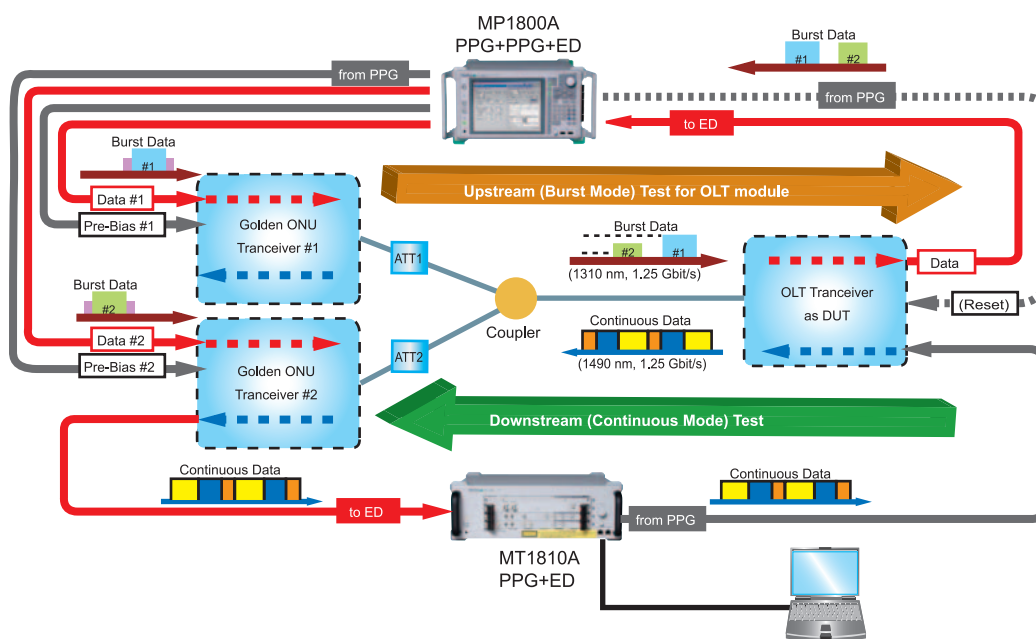 MP1800A
PPG+PPG+ED
Burst Data
#1
#2
from PPG
from PPG
to ED
Burst Data
#1
Data #1
Pre-Bias #1
Golden ONU
Tranceiver #1
Upstream (Burst Mode) Test for OLT module
ATT1
Burst Data
#2
#1
(1310 nm, 1.25 Gbit/s)
Data
OLT Tranceiver
as DUT
(Reset)
Burst Data
#2
Data #2
Pre-Bias #2
Golden ONU
Tranceiver #2
ATT2
Coupler
Continuous Data
(1490 nm, 1.25 Gbit/s)
Downstream (Continuous Mode) Test
Continuous Data
to ED
Continuous Data
from PPG
MT1810A
PPG+ED